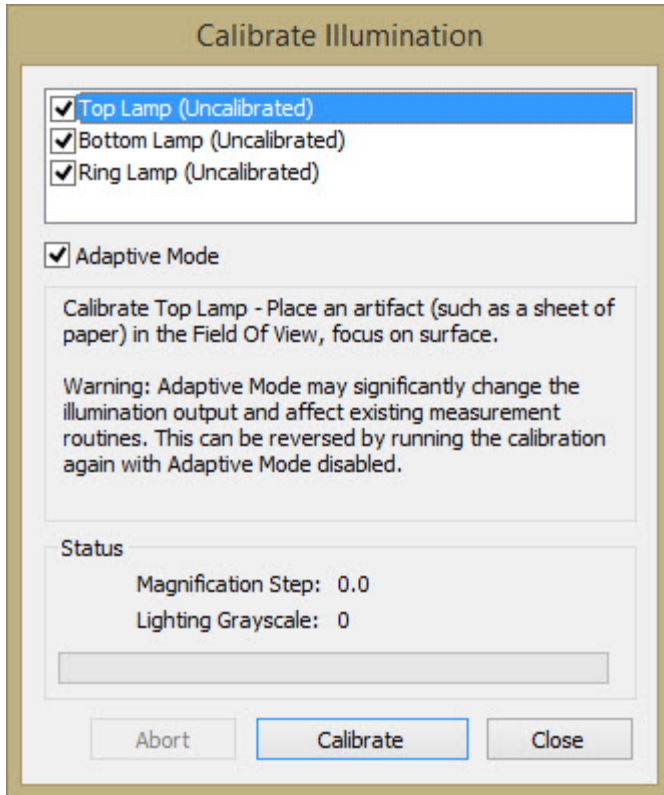 Calibrate Illumination
Top Lamp (Uncalibrated)
Bottom Lamp (Uncalibrated)
Ring Lamp (Uncalibrated)
Adaptive Mode
Calibrate Top Lamp - Place an artifact (such as a sheet of
paper) in the Field Of View, focus on surface.
Warning: Adaptive Mode may significantly change the
illumination output and affect existing measurement
routines. This can be reversed by running the calibration
again with Adaptive Mode disabled.
Status
Magnification Step: 0.0
Lighting Grayscale: 0
Abort Calibrate Close